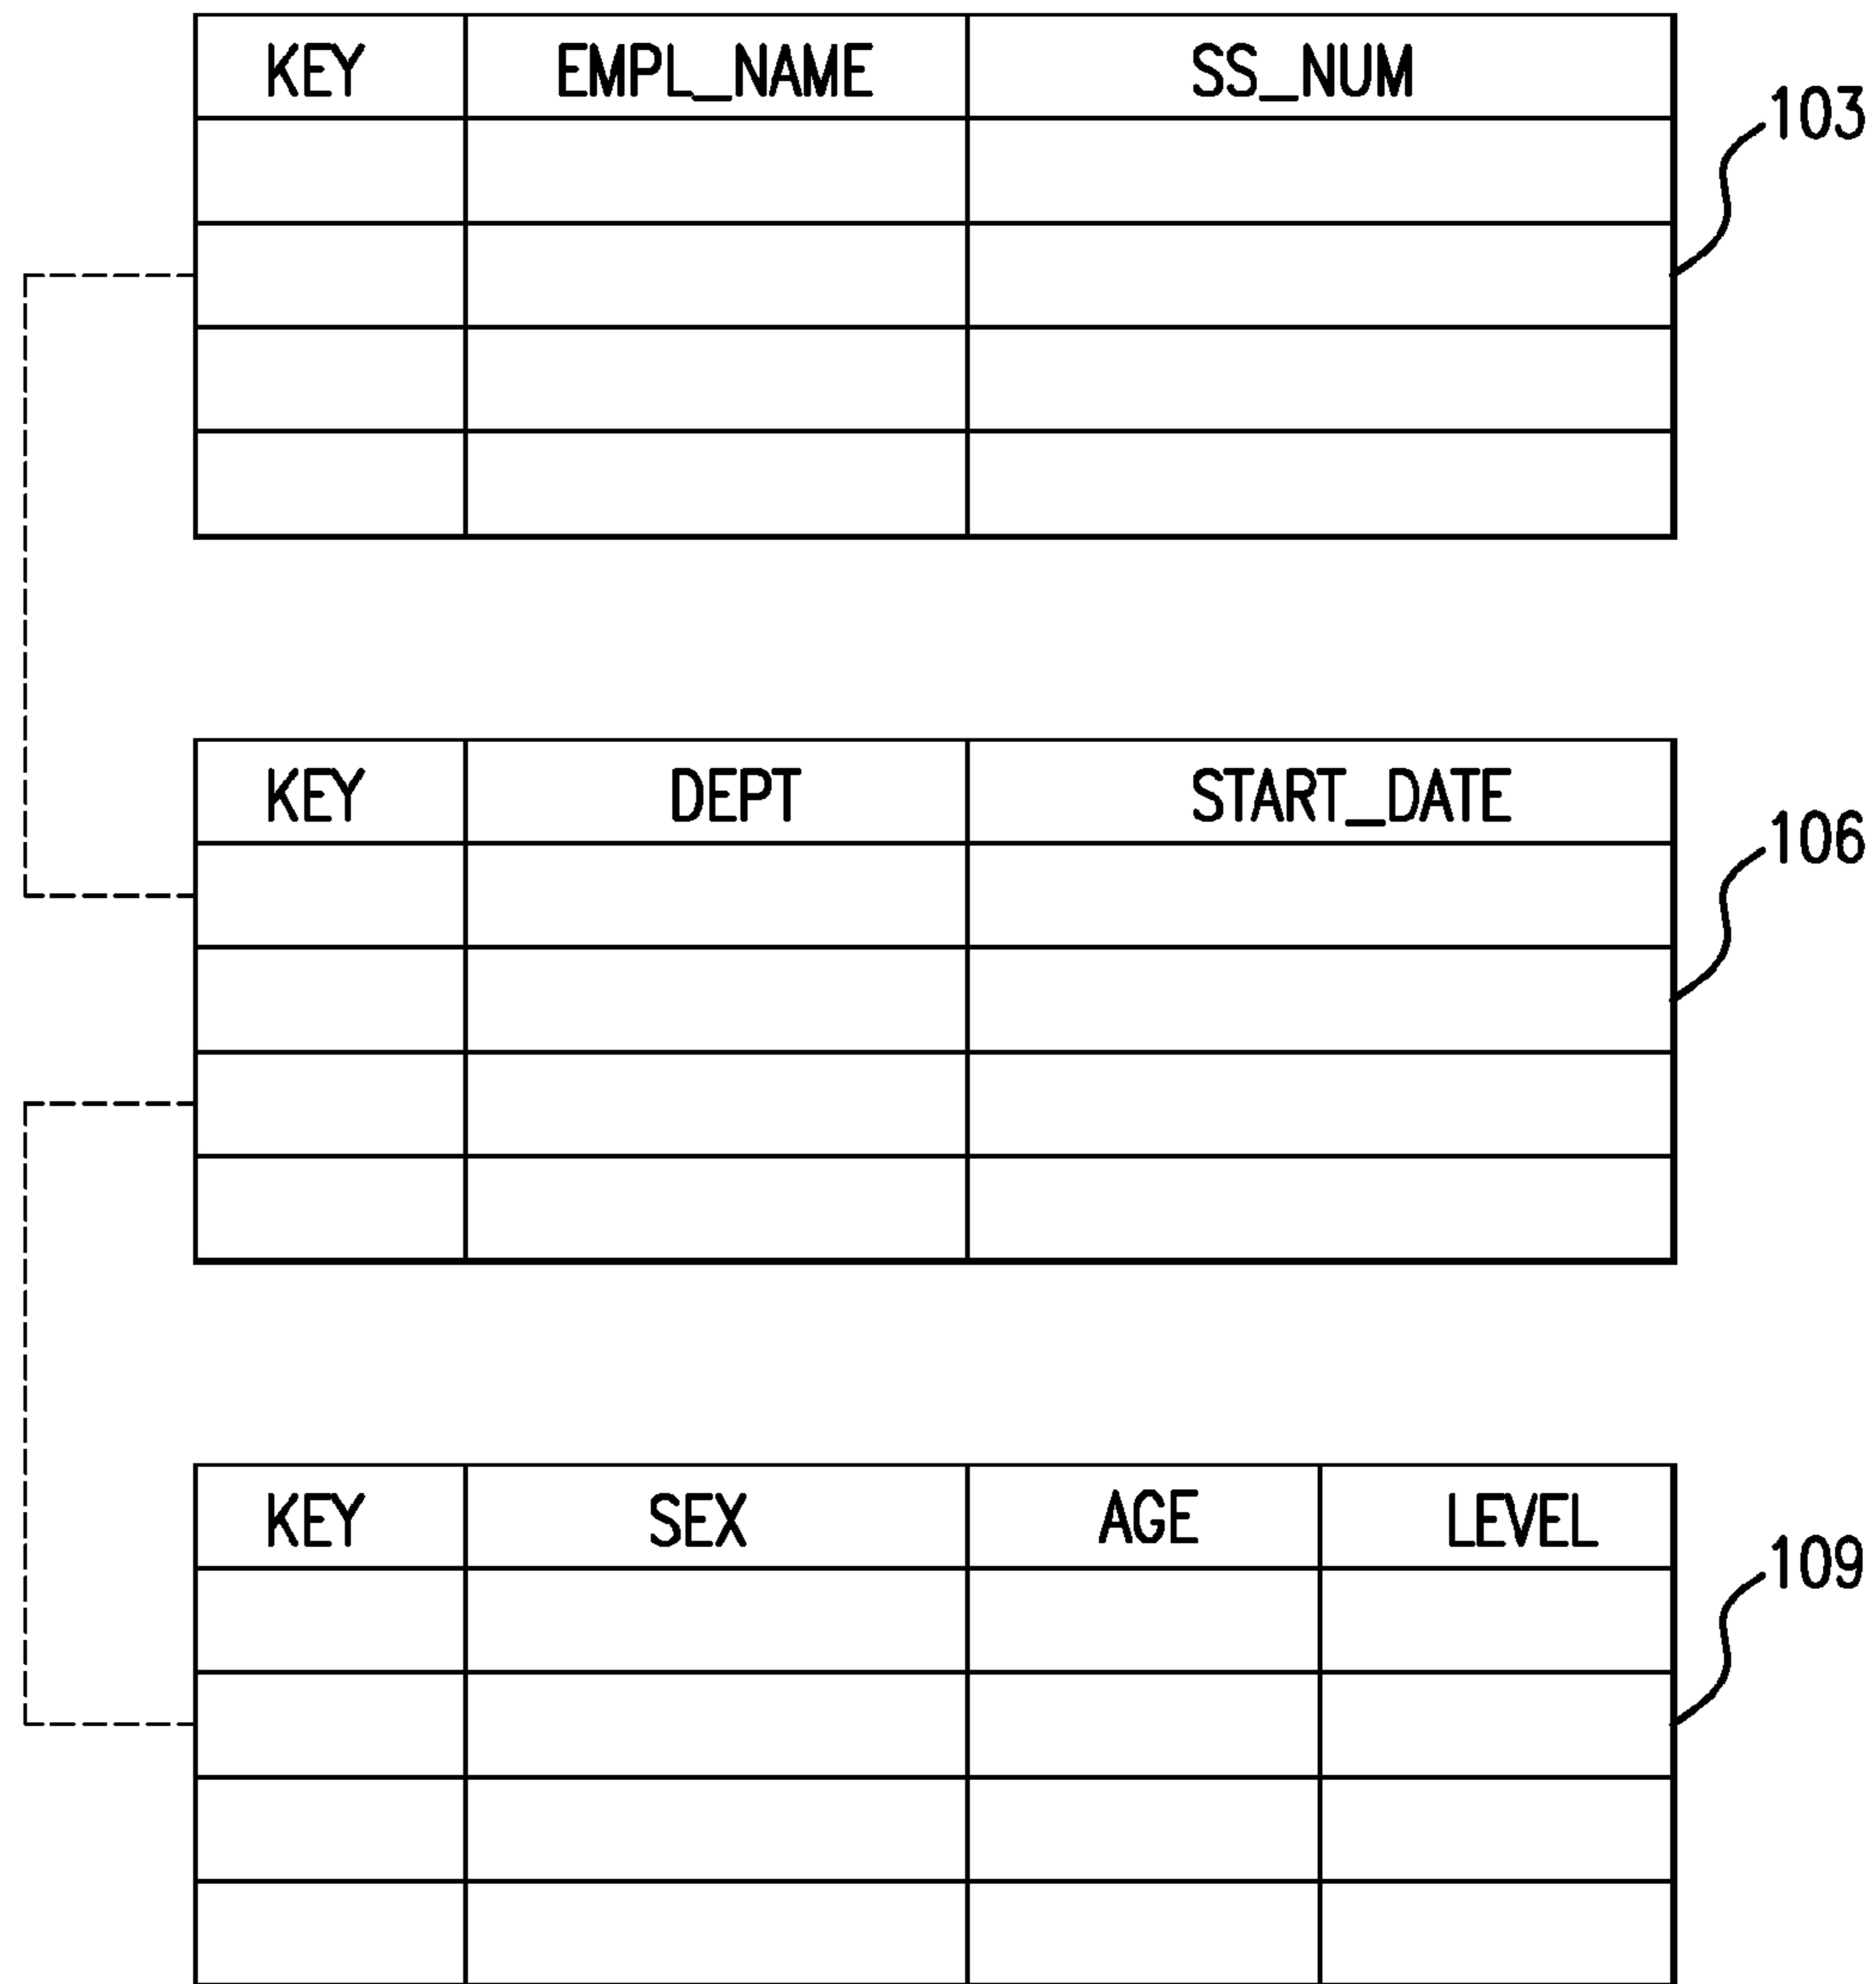 KEY EMPL_NAME SS_NUM
103
KEY DEPT START_DATE
106
KEY SEX AGE LEVEL
109